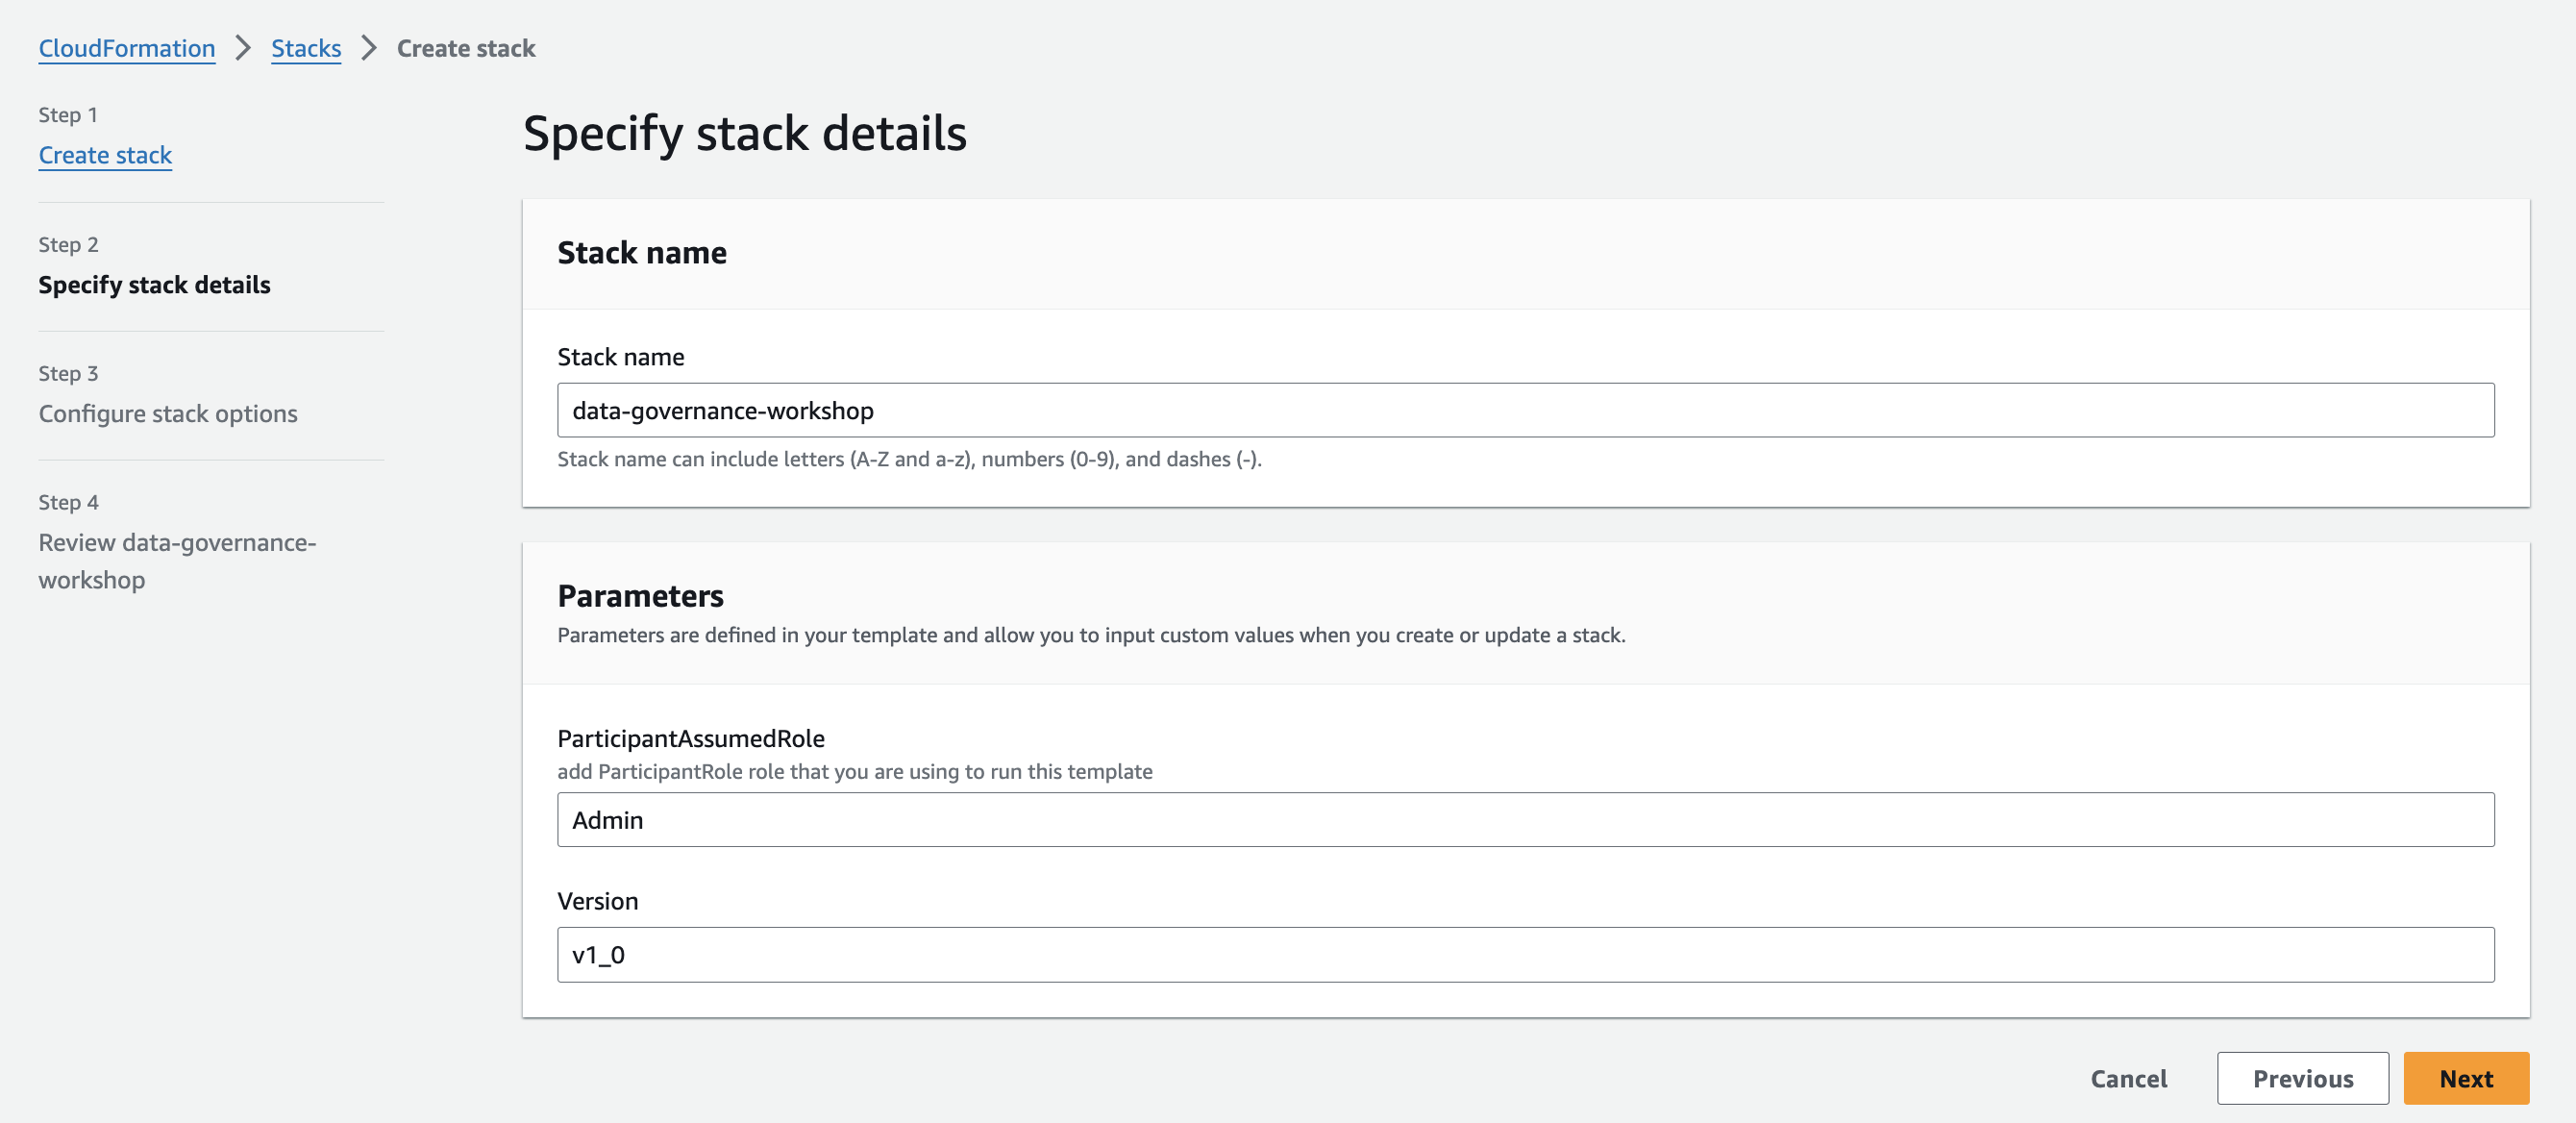 CloudFormation > Stacks > Create stack
Step 1
Create stack
Step 2
Specify stack details
Step 3
Configure stack options
Step 4
Review data-governance-
workshop
Specify stack details
Stack name
Stack name
data-governance-workshop
Stack name can include letters (A-Z and a-z), numbers (0-9), and dashes (-).
Parameters
Parameters are defined in your template and allow you to input custom values when you create or update a stack.
ParticipantAssumedRole
add ParticipantRole role that you are using to run this template
Admin
Version
v1_0
Cancel
Previous
Next